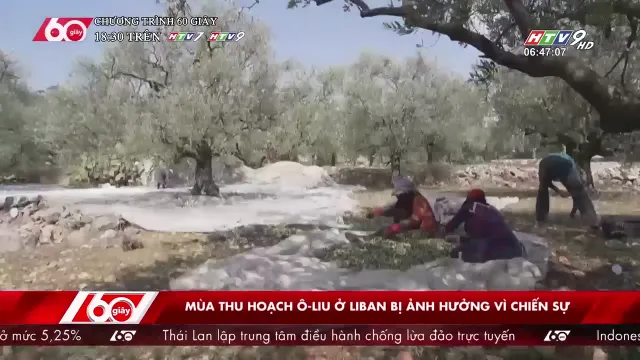 60 giây
CHƯƠNG TRÌNH 60 GIÂY
18:30 TRÊN HTV7 HTV9
HTV9 HD
06:47:07
60 giây
MÙA THU HOẠCH Ô-LIU Ở LIBAN BỊ ẢNH HƯỞNG VÌ CHIẾN SỰ
ở mức 5,25% 60 giây Thái Lan lập trung tâm điều hành chống lừa đảo trực tuyến 60 giây Indones